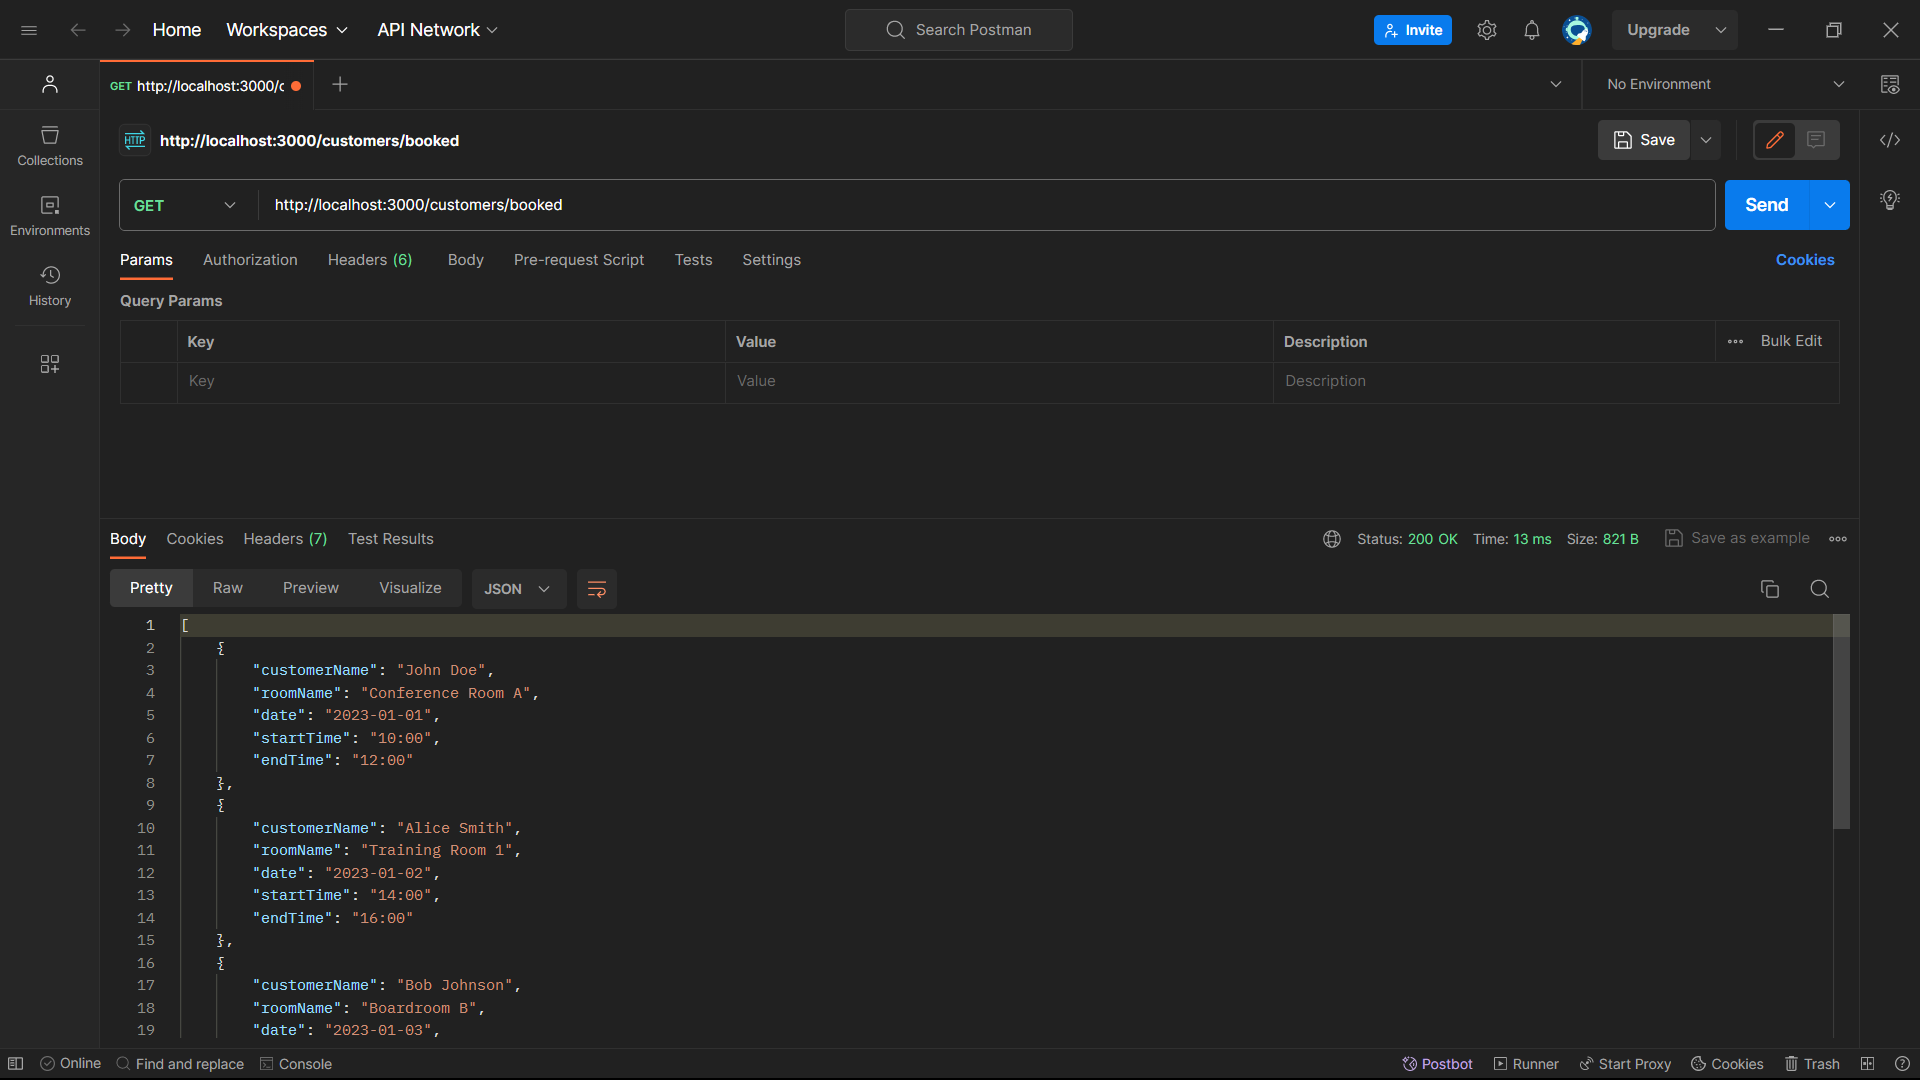 Home Workspaces API Network Search Postman Invite Upgrade
GET http://localhost:3000/c No Environment
HTTP http://localhost:3000/customers/booked Save
Collections
GET http://localhost:3000/customers/booked Send
Environments
Params Authorization Headers (6) Body Pre-request Script Tests Settings Cookies
History
Query Params
Key Value Description Bulk Edit
Key Value Description
Body Cookies Headers (7) Test Results Status: 200 OK Time: 13 ms Size: 821 B Save as example
Pretty Raw Preview Visualize JSON
1 [
2 {
3 "customerName": "John Doe",
4 "roomName": "Conference Room A",
5 "date": "2023-01-01",
6 "startTime": "10:00",
7 "endTime": "12:00"
8 },
9 {
10 "customerName": "Alice Smith",
11 "roomName": "Training Room 1",
12 "date": "2023-01-02",
13 "startTime": "14:00",
14 "endTime": "16:00"
15 },
16 {
17 "customerName": "Bob Johnson",
18 "roomName": "Boardroom B",
19 "date": "2023-01-03",
Online Find and replace Console Postbot Runner Start Proxy Cookies Trash